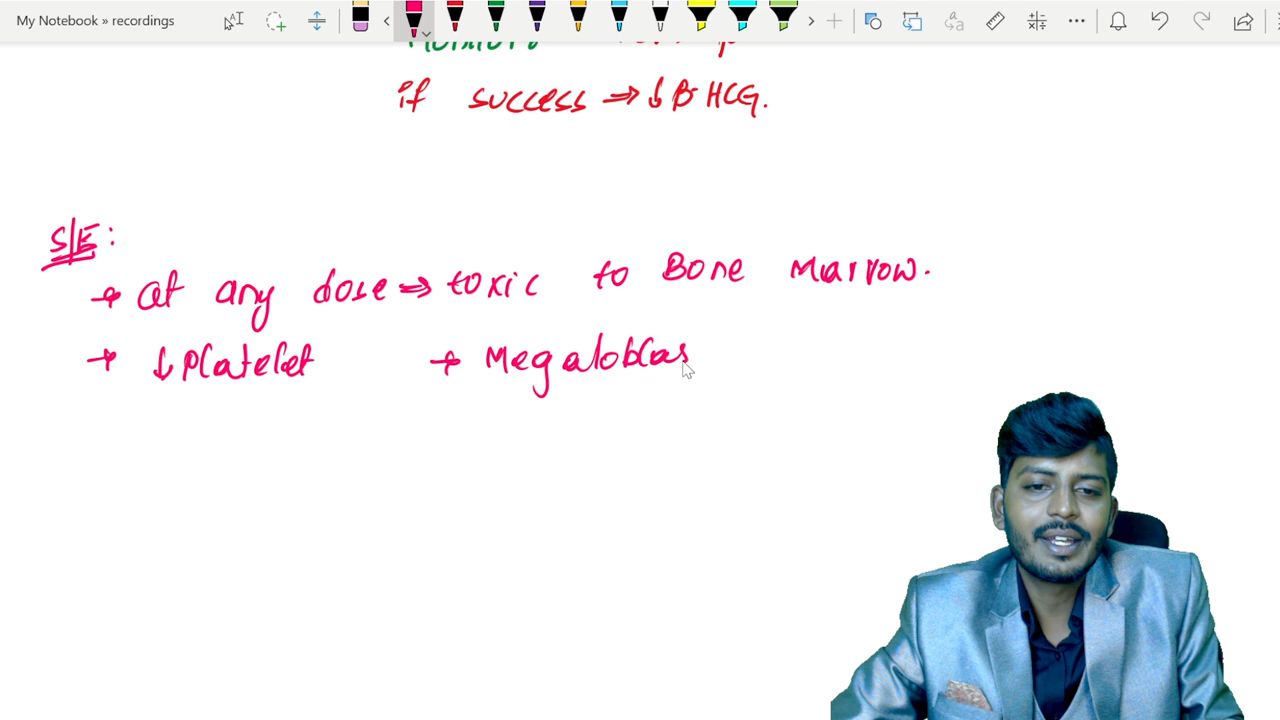 My Notebook » recordings
if success ⇒ ↓ β-HCG.
S/E:
→ at any dose ⇒ toxic to Bone Marrow.
→ ↓ Platelet → Megaloblas